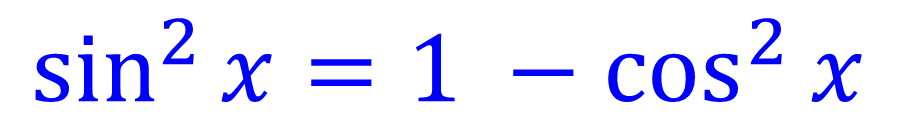 sin² x = 1 − cos² x